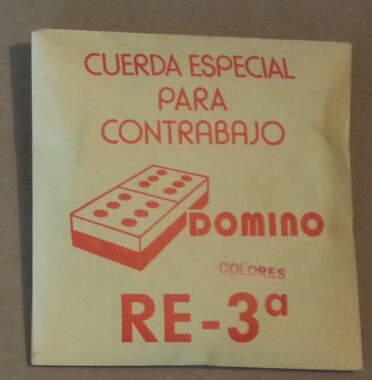 CUERDA ESPECIAL
PARA
CONTRABAJO
DOMINO
COLORES
RE-3ª